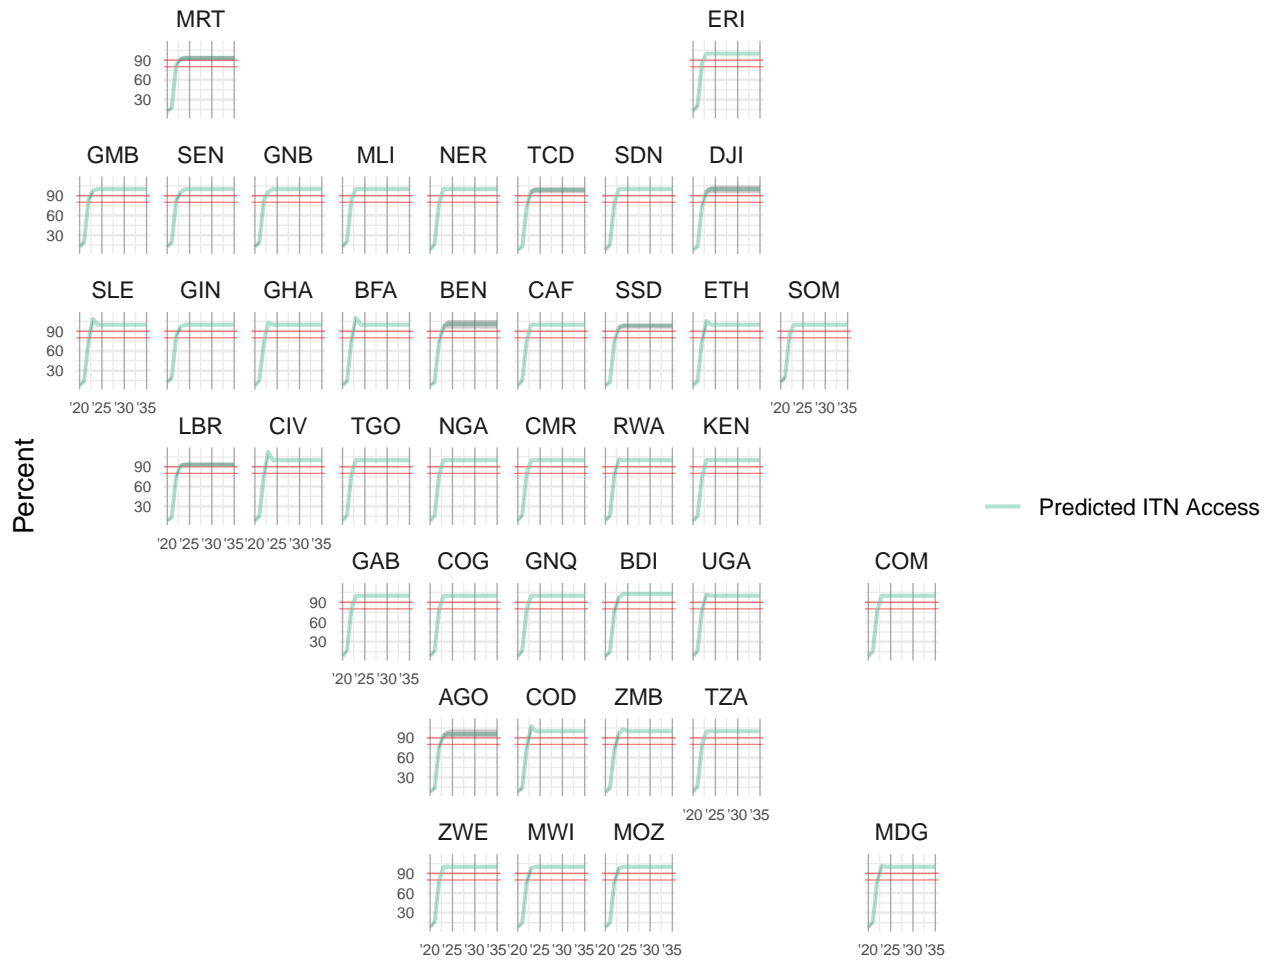 MRT ERI
90
60
30
GMB SEN GNB MLI NER TCD SDN DJI
90
60
30
SLE GIN GHA BFA BEN CAF SSD ETH SOM
90
60
30
'20 '25 '30 '35 '20 '25 '30 '35
LBR CIV TGO NGA CMR RWA KEN
90
60
30
'20 '25 '30 '35 '20 '25 '30 '35
GAB COG GNQ BDI UGA COM
90
60
30
'20 '25 '30 '35
AGO COD ZMB TZA
90
60
30
'20 '25 '30 '35
ZWE MWI MOZ MDG
90
60
30
'20 '25 '30 '35 '20 '25 '30 '35 '20 '25 '30 '35 '20 '25 '30 '35
Percent
Predicted ITN Access